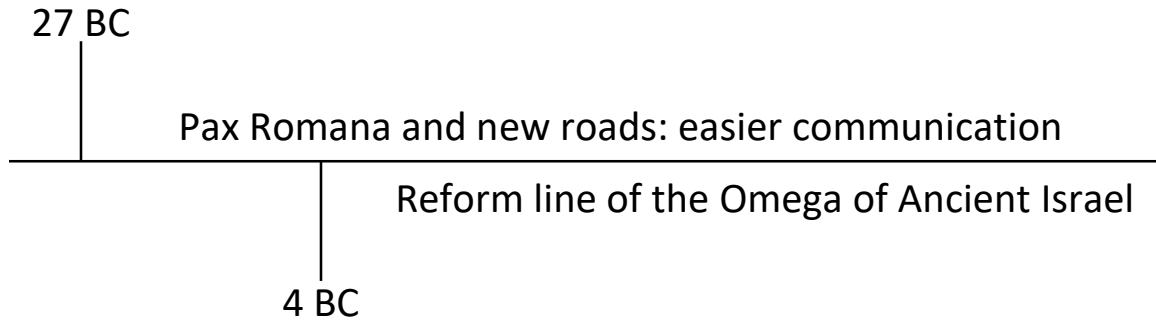 27 BC
Pax Romana and new roads: easier communication
Reform line of the Omega of Ancient Israel
4 BC